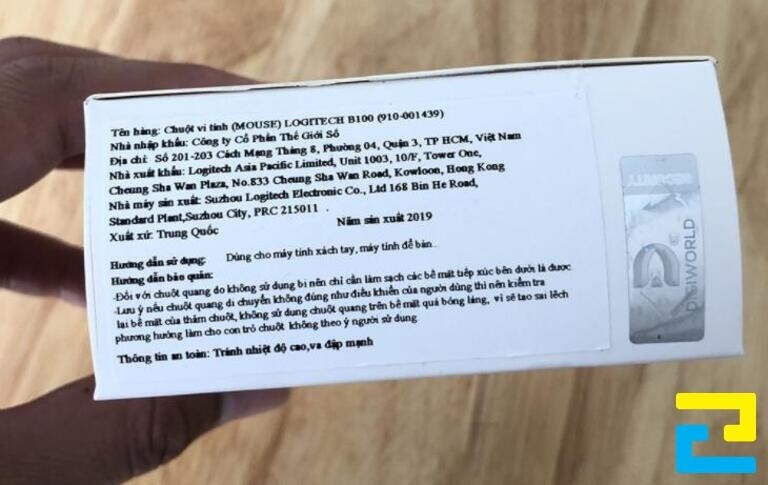 Tên hàng: Chuột vi tính (MOUSE) LOGITECH B100 (910-001439)
Nhà nhập khẩu: Công ty Cổ Phần Thế Giới Số
Địa chỉ: Số 201-203 Cách Mạng Tháng 8, Phường 04, Quận 3, TP HCM, Việt Nam
Nhà xuất khẩu: Logitech Asia Pacific Limited, Unit 1003, 10/F, Tower One,
Cheung Sha Wan Plaza, No.833 Cheung Sha Wan Road, Kowloon, Hong Kong
Nhà máy sản xuất: Suzhou Logitech Electronic Co., Ltd 168 Bin He Road,
Standard Plant,Suzhou City, PRC 215011 .
Xuất xứ: Trung Quốc Năm sản xuất 2019
Hướng dẫn sử dụng: Dùng cho máy tính xách tay, máy tính để bàn...
Hướng dẫn bảo quản:
-Đối với chuột quang do không sử dụng bi nên chỉ cần làm sạch các bề mặt tiếp xúc bên dưới là được
-Lưu ý nếu chuột quang di chuyển không đúng như điều khiển của người dùng thì nên kiểm tra
lại bề mặt của thảm chuột, không sử dụng chuột quang trên bề mặt quá bóng láng, vì sẽ tao sai lệch
phương hướng làm cho con trỏ chuột không theo ý người sử dụng
Thông tin an toàn: Tránh nhiệt độ cao,va đập mạnh
DIGIWORLD